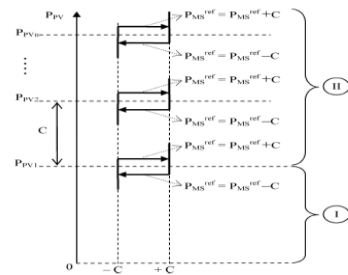 P_PV
P_PVn
P_MS^ref = P_MS^ref + C
⋮
P_MS^ref = P_MS^ref − C
P_MS^ref = P_MS^ref + C
II
P_PV2
C
P_MS^ref = P_MS^ref − C
P_MS^ref = P_MS^ref + C
P_PV1
P_MS^ref = P_MS^ref − C
I
0
− C
+ C